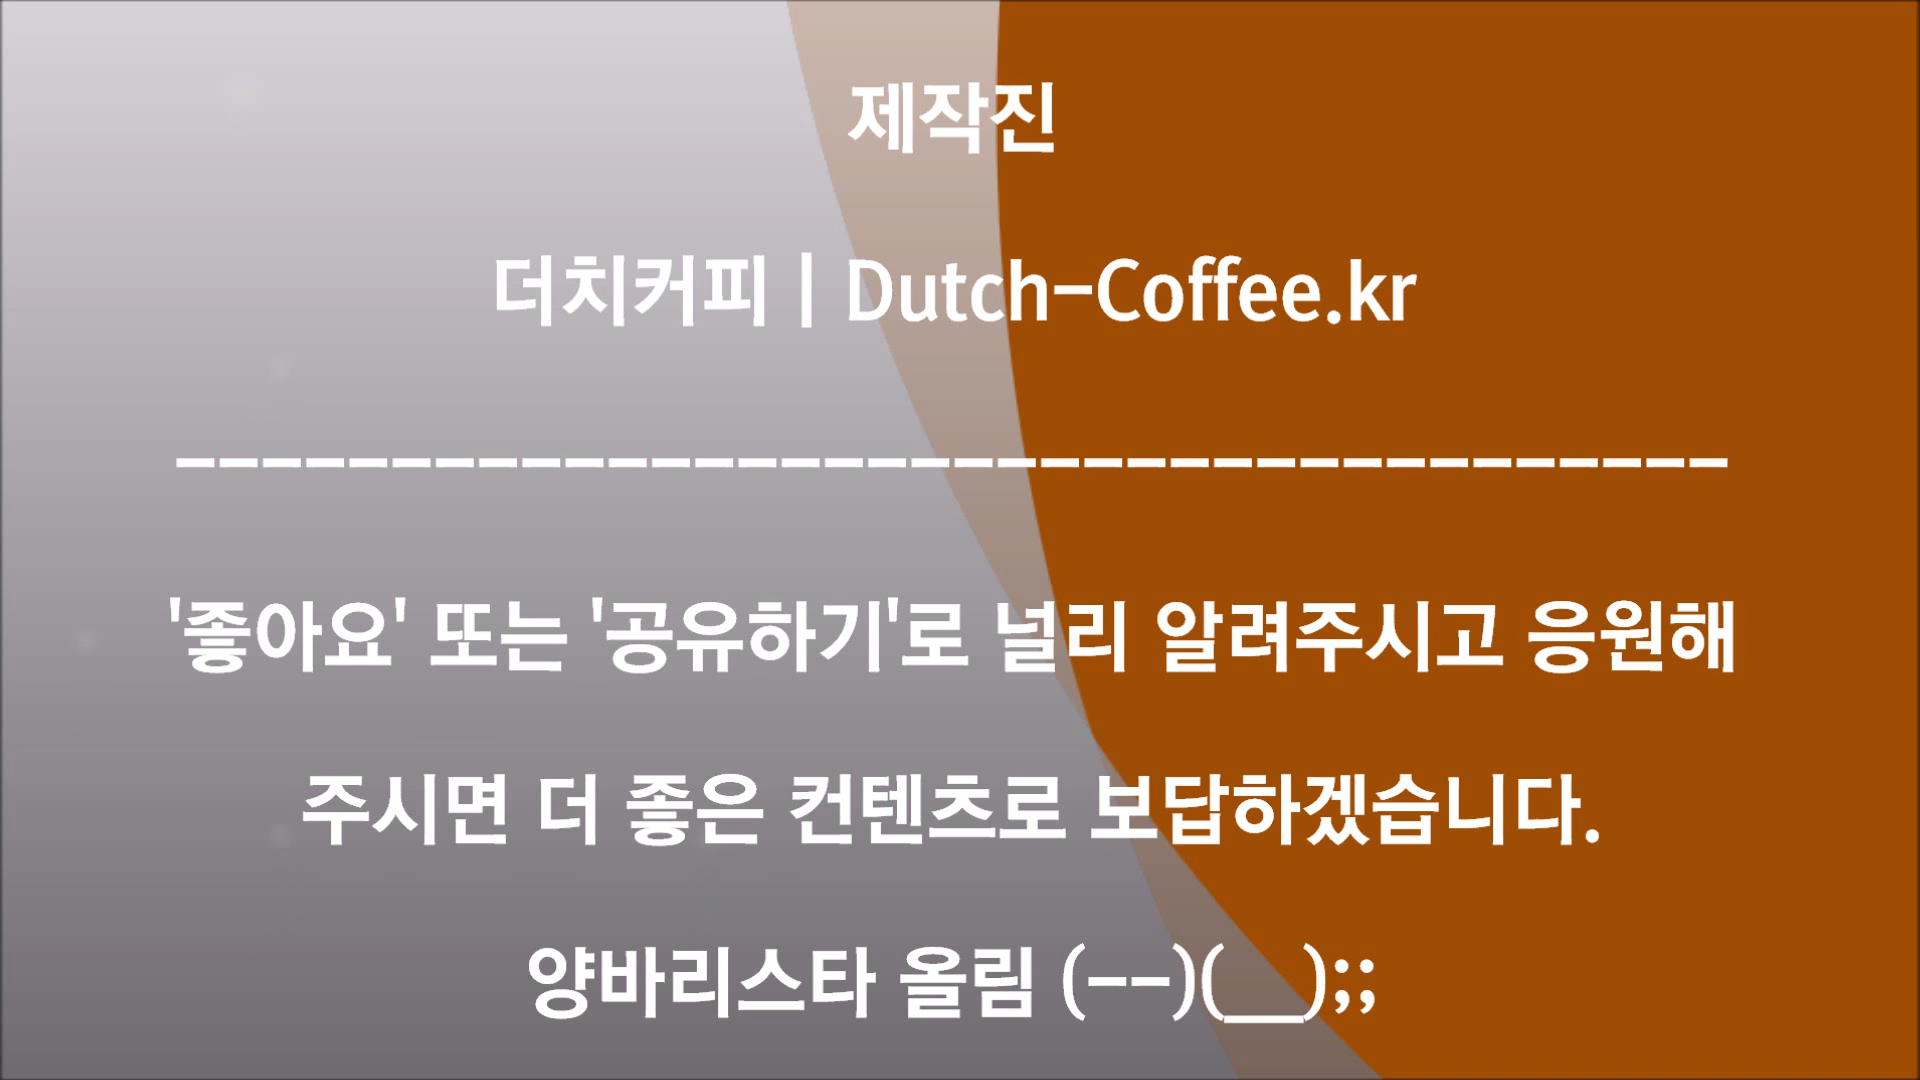 제작진
더치커피 | Dutch-Coffee.kr
------------------------------------
'좋아요' 또는 '공유하기'로 널리 알려주시고 응원해
주시면 더 좋은 컨텐츠로 보답하겠습니다.
양바리스타 올림 (--)(__);;